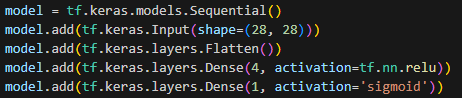 model = tf.keras.models.Sequential()
model.add(tf.keras.Input(shape=(28, 28)))
model.add(tf.keras.layers.Flatten())
model.add(tf.keras.layers.Dense(4, activation=tf.nn.relu))
model.add(tf.keras.layers.Dense(1, activation='sigmoid'))